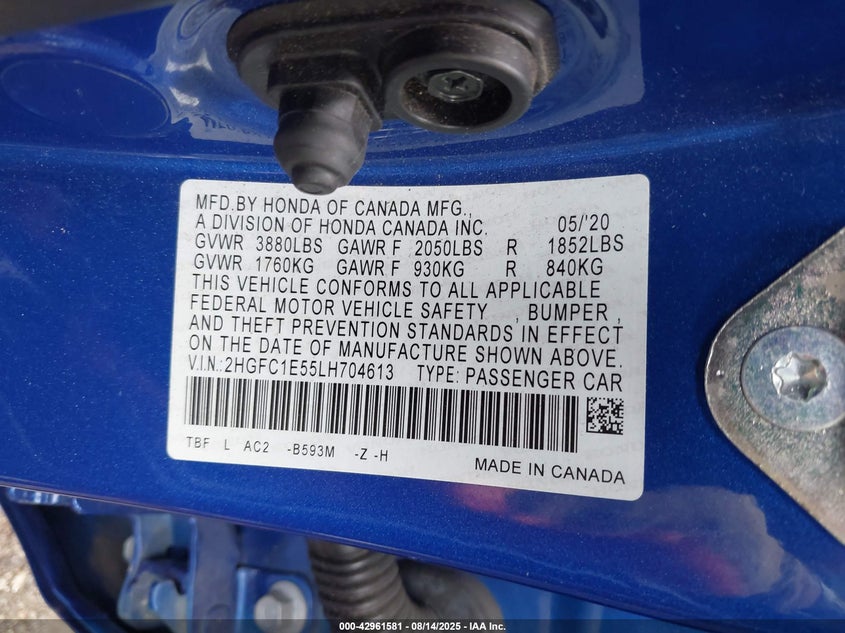 MFD.BY HONDA OF CANADA MFG.,
A DIVISION OF HONDA CANADA INC. 05/'20
GVWR 3880LBS GAWR F 2050LBS R 1852LBS
GVWR 1760KG GAWR F 930KG R 840KG
THIS VEHICLE CONFORMS TO ALL APPLICABLE
FEDERAL MOTOR VEHICLE SAFETY , BUMPER ,
AND THEFT PREVENTION STANDARDS IN EFFECT
ON THE DATE OF MANUFACTURE SHOWN ABOVE.
V.I.N.:2HGFC1E55LH704613 TYPE: PASSENGER CAR
TBF L AC2 -B593M -Z -H
MADE IN CANADA
000-42961581 - 08/14/2025 - IAA Inc.